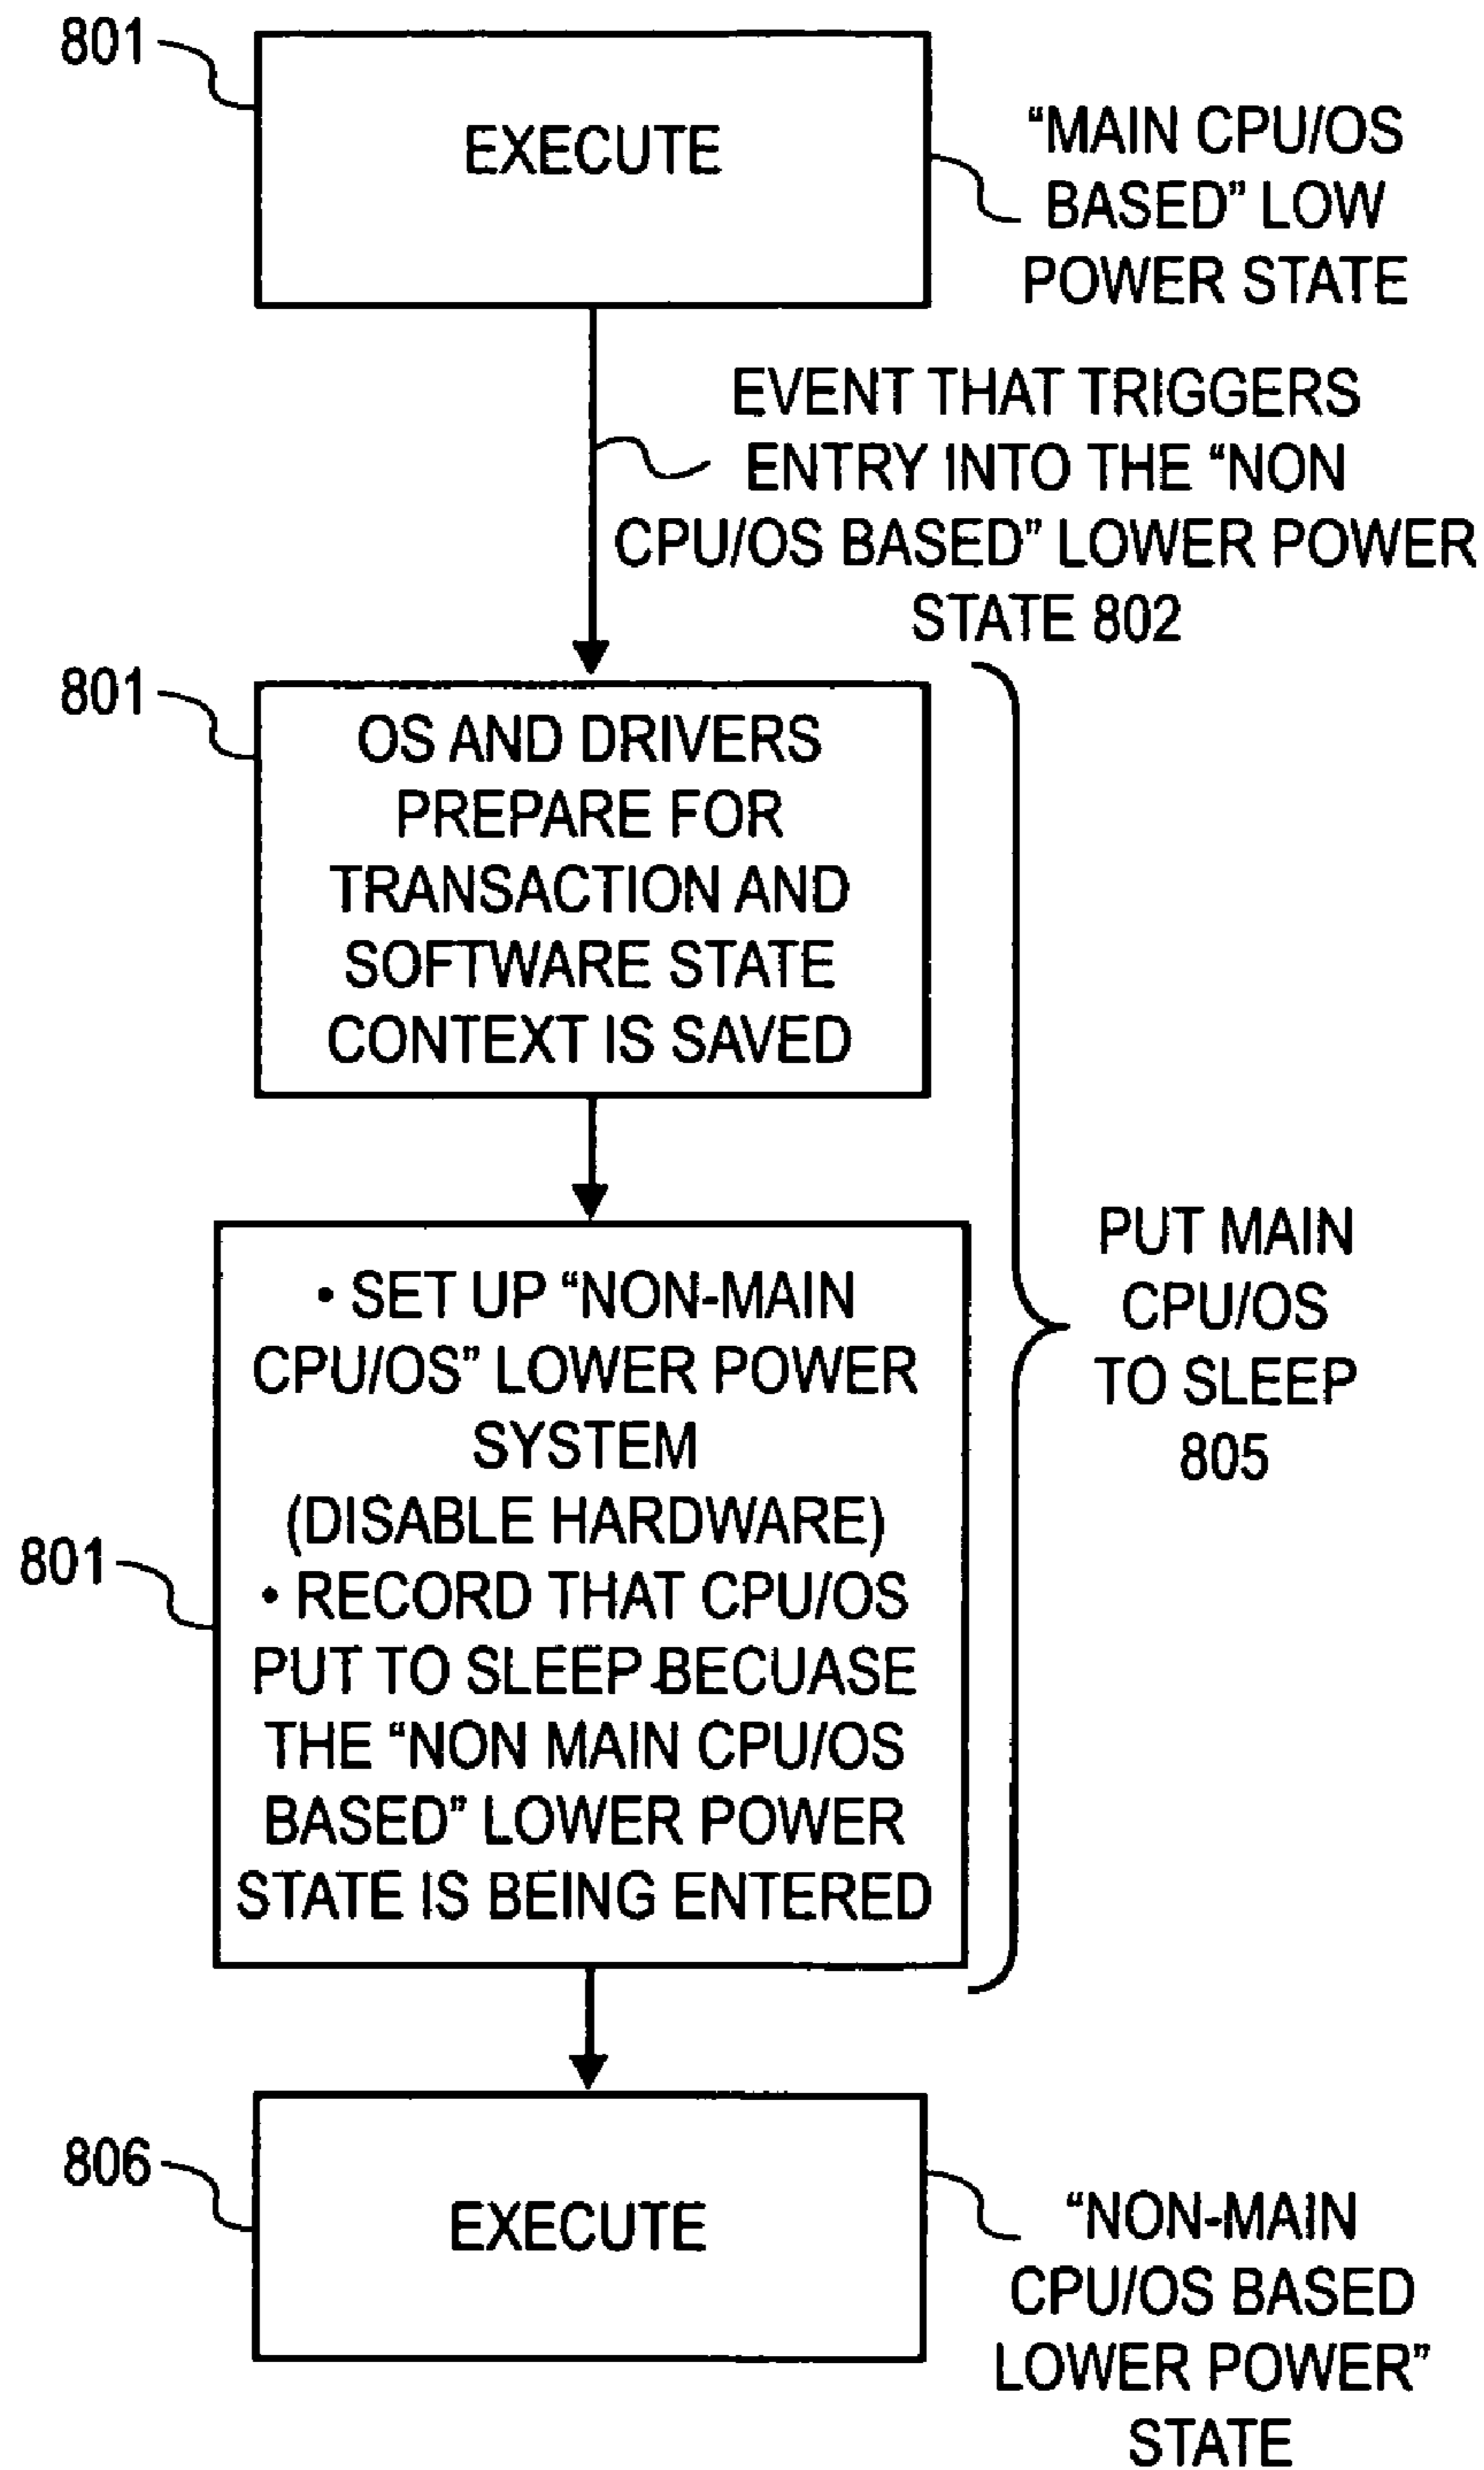 801
EXECUTE
“MAIN CPU/OS
BASED” LOW
POWER STATE
EVENT THAT TRIGGERS
ENTRY INTO THE “NON
CPU/OS BASED” LOWER POWER
STATE 802
801
OS AND DRIVERS
PREPARE FOR
TRANSACTION AND
SOFTWARE STATE
CONTEXT IS SAVED
801
• SET UP “NON-MAIN
CPU/OS” LOWER POWER
SYSTEM
(DISABLE HARDWARE)
• RECORD THAT CPU/OS
PUT TO SLEEP BECUASE
THE “NON MAIN CPU/OS
BASED” LOWER POWER
STATE IS BEING ENTERED
PUT MAIN
CPU/OS
TO SLEEP
805
806
EXECUTE
“NON-MAIN
CPU/OS BASED
LOWER POWER”
STATE